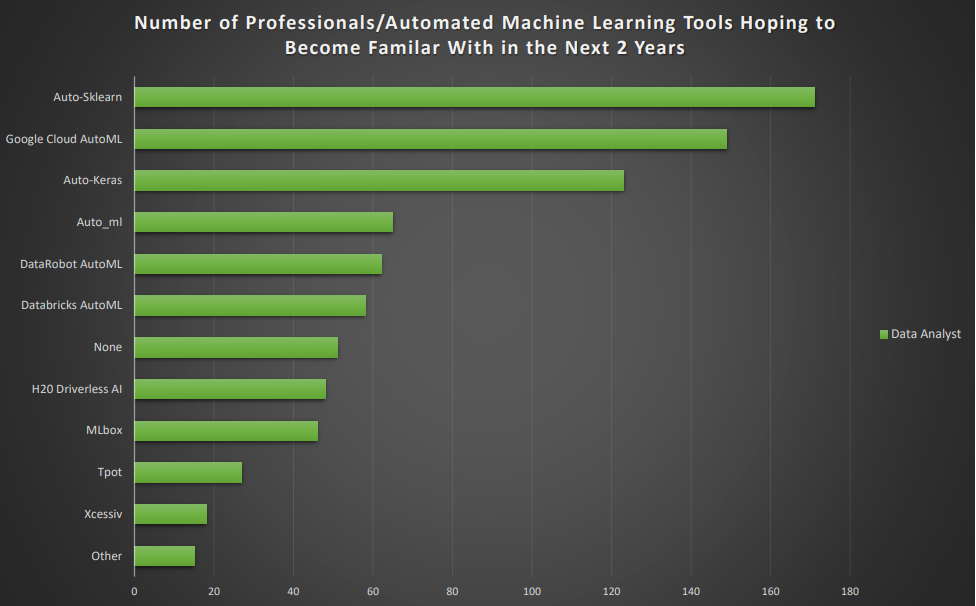 Number of Professionals/Automated Machine Learning Tools Hoping to
Become Familar With in the Next 2 Years
Auto-Sklearn
Google Cloud AutoML
Auto-Keras
Auto_ml
DataRobot AutoML
Databricks AutoML
None
H20 Driverless AI
MLbox
Tpot
Xcessiv
Other
0 20 40 60 80 100 120 140 160 180
Data Analyst